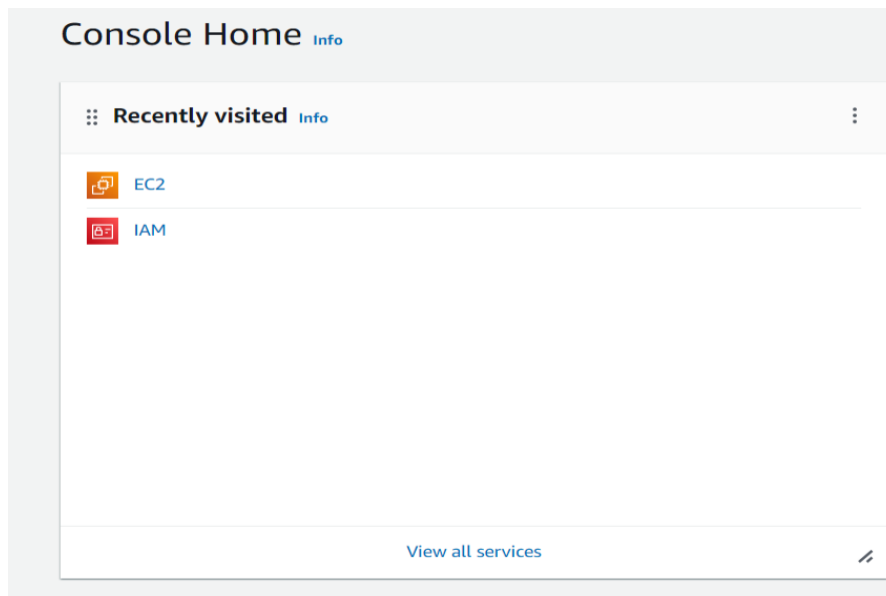 Console Home Info
Recently visited Info
EC2
IAM
View all services